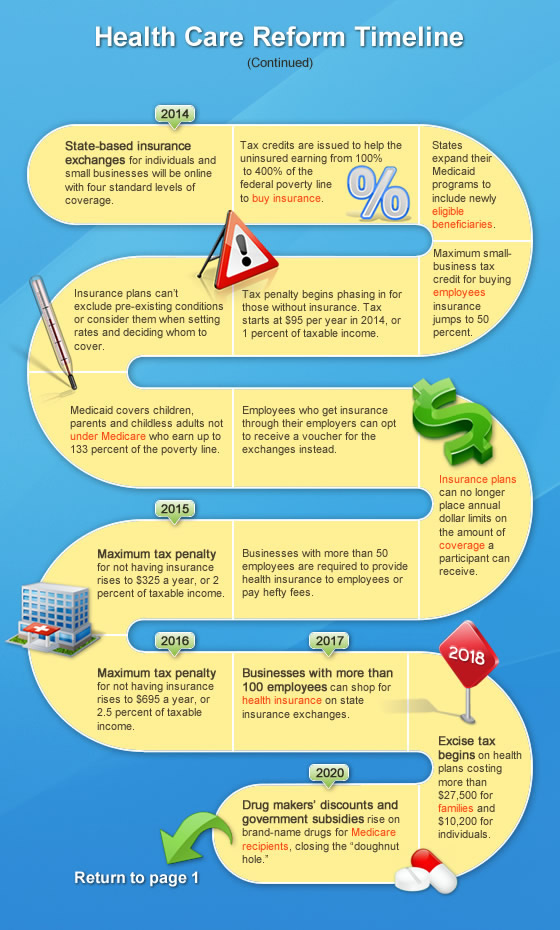 Health Care Reform Timeline
(Continued)
2014
State-based insurance
exchanges for individuals and
small businesses will be online
with four standard levels of
coverage.
Tax credits are issued to help the
uninsured earning from 100%
to 400% of the
federal poverty line
to buy insurance.
%
States
expand their
Medicaid
programs to
include newly
eligible
beneficiaries.
Maximum small-
business tax
credit for buying
employees
insurance
jumps to 50
percent.
Tax penalty begins phasing in for
those without insurance. Tax
starts at $95 per year in 2014, or
1 percent of taxable income.
Insurance plans can't
exclude pre-existing conditions
or consider them when setting
rates and deciding whom to
cover.
Medicaid covers children,
parents and childless adults not
under Medicare who earn up to
133 percent of the poverty line.
Employees who get insurance
through their employers can opt
to receive a voucher for the
exchanges instead.
Insurance plans
can no longer
place annual
dollar limits on
the amount of
coverage a
participant can
receive.
2015
Maximum tax penalty
for not having insurance
rises to $325 a year, or 2
percent of taxable income.
Businesses with more than 50
employees are required to provide
health insurance to employees or
pay hefty fees.
2016
Maximum tax penalty
for not having insurance
rises to $695 a year, or
2.5 percent of taxable
income.
2017
Businesses with more than
100 employees can shop for
health insurance on state
insurance exchanges.
2018
Excise tax
begins on health
plans costing
more than
$27,500 for
families and
$10,200 for
individuals.
2020
Drug makers' discounts and
government subsidies rise on
brand-name drugs for Medicare
recipients, closing the "doughnut
hole."
Return to page 1